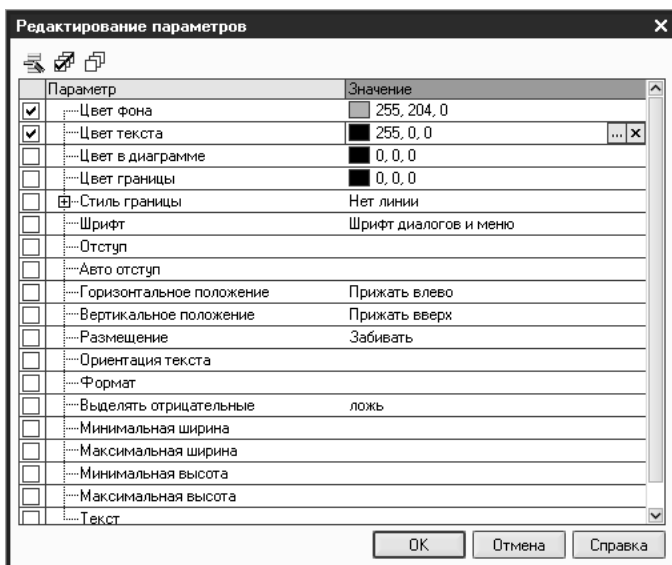 Редактирование параметров
Параметр Значение
Цвет фона 255, 204, 0
Цвет текста 255, 0, 0 ...
Цвет в диаграмме 0, 0, 0
Цвет границы 0, 0, 0
Стиль границы Нет линии
Шрифт Шрифт диалогов и меню
Отступ
Авто отступ
Горизонтальное положение Прижать влево
Вертикальное положение Прижать вверх
Размещение Забивать
Ориентация текста
Формат
Выделять отрицательные ложь
Минимальная ширина
Максимальная ширина
Минимальная высота
Максимальная высота
Текст
OK Отмена Справка